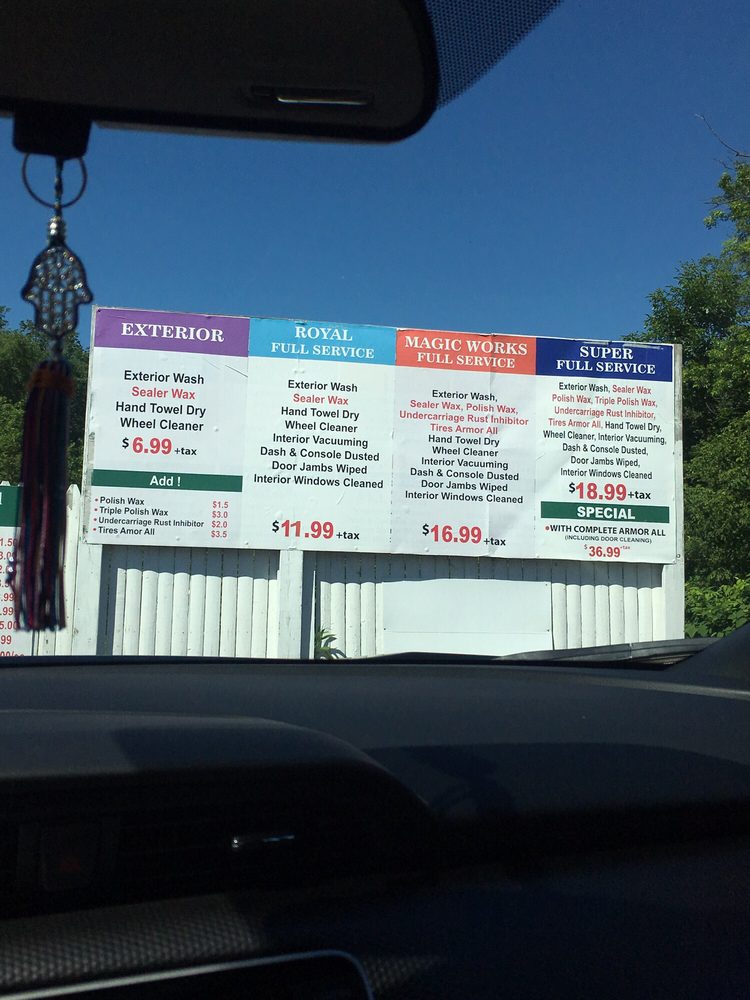 EXTERIOR
Exterior Wash
Sealer Wax
Hand Towel Dry
Wheel Cleaner
$6.99 +tax
Add !
• Polish Wax $1.5
• Triple Polish Wax $3.0
• Undercarriage Rust Inhibitor $2.0
• Tires Amor All $3.5
ROYAL
FULL SERVICE
Exterior Wash
Sealer Wax
Hand Towel Dry
Wheel Cleaner
Interior Vacuuming
Dash & Console Dusted
Door Jambs Wiped
Interior Windows Cleaned
$11.99 +tax
MAGIC WORKS
FULL SERVICE
Exterior Wash,
Sealer Wax, Polish Wax,
Undercarriage Rust Inhibitor
Tires Armor All
Hand Towel Dry
Wheel Cleaner
Interior Vacuuming
Dash & Console Dusted
Door Jambs Wiped
Interior Windows Cleaned
$16.99 +tax
SUPER
FULL SERVICE
Exterior Wash, Sealer Wax
Polish Wax, Triple Polish Wax,
Undercarriage Rust Inhibitor,
Tires Armor All, Hand Towel Dry,
Wheel Cleaner, Interior Vacuuming,
Dash & Console Dusted,
Door Jambs Wiped,
Interior Windows Cleaned
$18.99+tax
SPECIAL
•WITH COMPLETE ARMOR ALL
(INCLUDING DOOR CLEANING)
$36.99+TAX